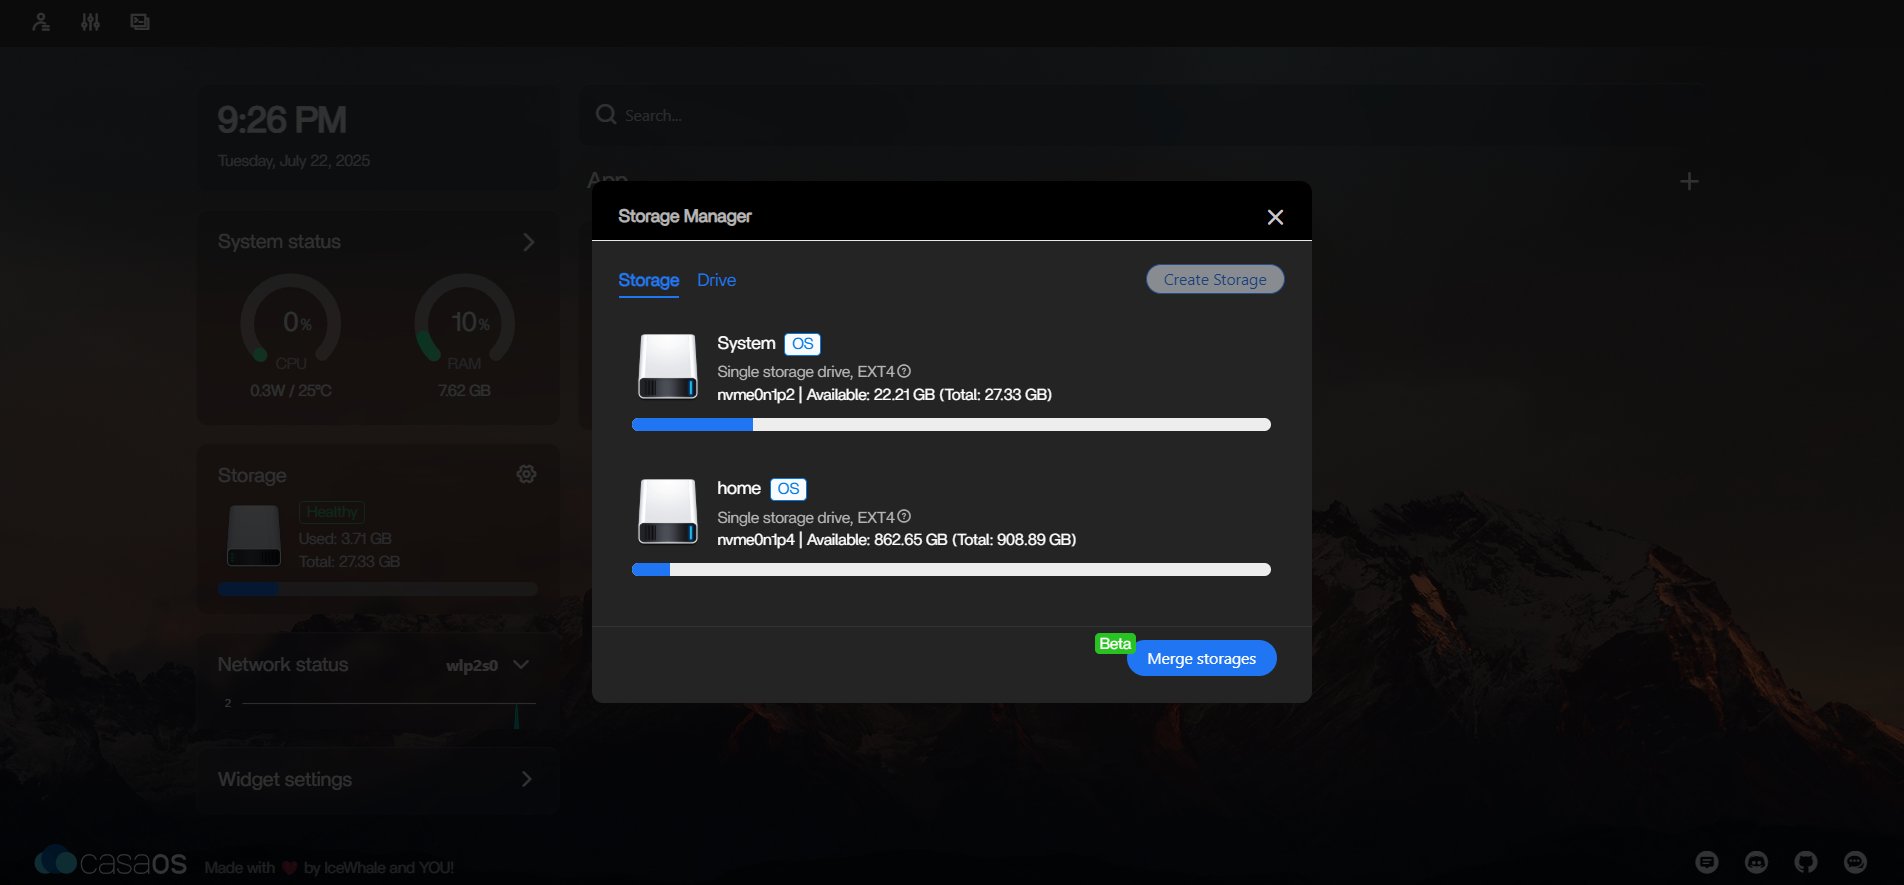 9:26 PM
Tuesday, July 22, 2025
Search...
App
System status
0%
CPU
0.3W / 25°C
10%
RAM
7.62 GB
Storage
Healthy
Used: 3.71 GB
Total: 27.33 GB
Network status
wlp2s0
2
Widget settings
Storage Manager
Storage
Drive
Create Storage
System OS
Single storage drive, EXT4
nvme0n1p2 | Available: 22.21 GB (Total: 27.33 GB)
home OS
Single storage drive, EXT4
nvme0n1p4 | Available: 862.65 GB (Total: 908.89 GB)
Beta
Merge storages
casaOS
Made with ❤ by IceWhale and YOU!